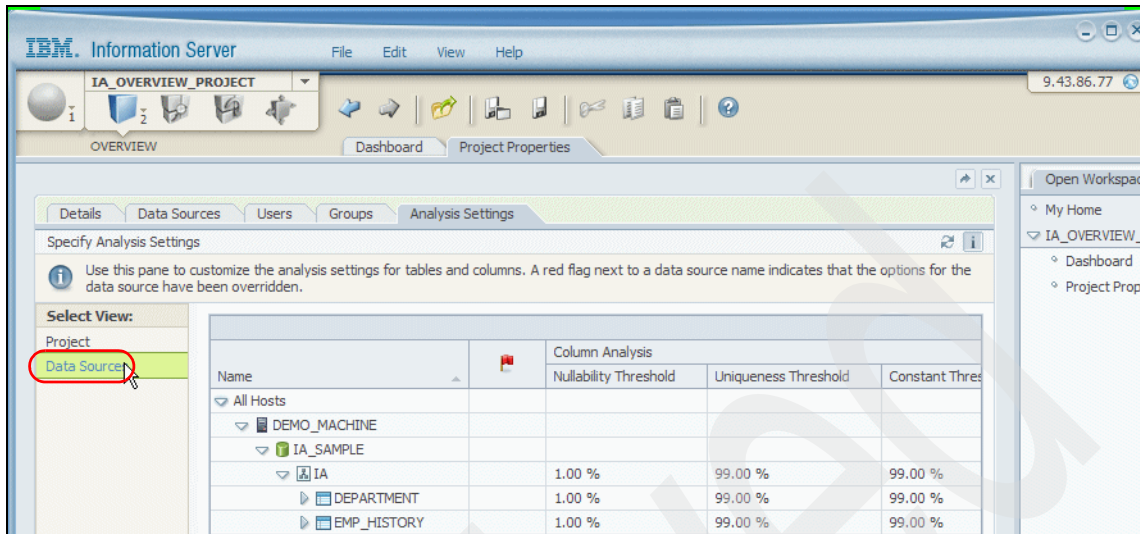 IBM. Information Server
File Edit View Help
IA_OVERVIEW_PROJECT
9.43.86.77
1
2
OVERVIEW
Dashboard Project Properties
Open Workspac
Details Data Sources Users Groups Analysis Settings
My Home
Specify Analysis Settings
IA_OVERVIEW_
Use this pane to customize the analysis settings for tables and columns. A red flag next to a data source name indicates that the options for the
data source have been overridden.
Dashboard
Project Prop
Select View:
Project
Data Sources
Column Analysis
Name Nullability Threshold Uniqueness Threshold Constant Thres
All Hosts
DEMO_MACHINE
IA_SAMPLE
IA 1.00 % 99.00 % 99.00 %
DEPARTMENT 1.00 % 99.00 % 99.00 %
EMP_HISTORY 1.00 % 99.00 % 99.00 %